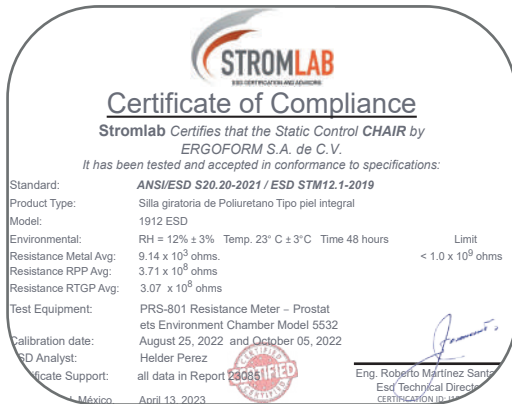 STROMLAB
ESD CERTIFICATION AND ADVISORS
Certificate of Compliance
Stromlab Certifies that the Static Control CHAIR by
ERGOFORM S.A. de C.V.
It has been tested and accepted in conformance to specifications:
Standard: ANSI/ESD S20.20-2021 / ESD STM12.1-2019
Product Type: Silla giratoria de Poliuretano Tipo piel integral
Model: 1912 ESD
Environmental: RH = 12% ± 3% Temp. 23° C ± 3°C Time 48 hours Limit
Resistance Metal Avg: 9.14 x 10³ ohms. < 1.0 x 10⁹ ohms
Resistance RPP Avg: 3.71 x 10⁸ ohms
Resistance RTGP Avg: 3.07 x 10⁸ ohms
Test Equipment: PRS-801 Resistance Meter – Prostat
ets Environment Chamber Model 5532
Calibration date: August 25, 2022 and October 05, 2022
SD Analyst: Helder Perez
ificate Support: all data in Report 23085
CERTIFIED
Eng. Roberto Martínez Santa
Esd Technical Directo
CERTIFICATION ID:
México April 13, 2023